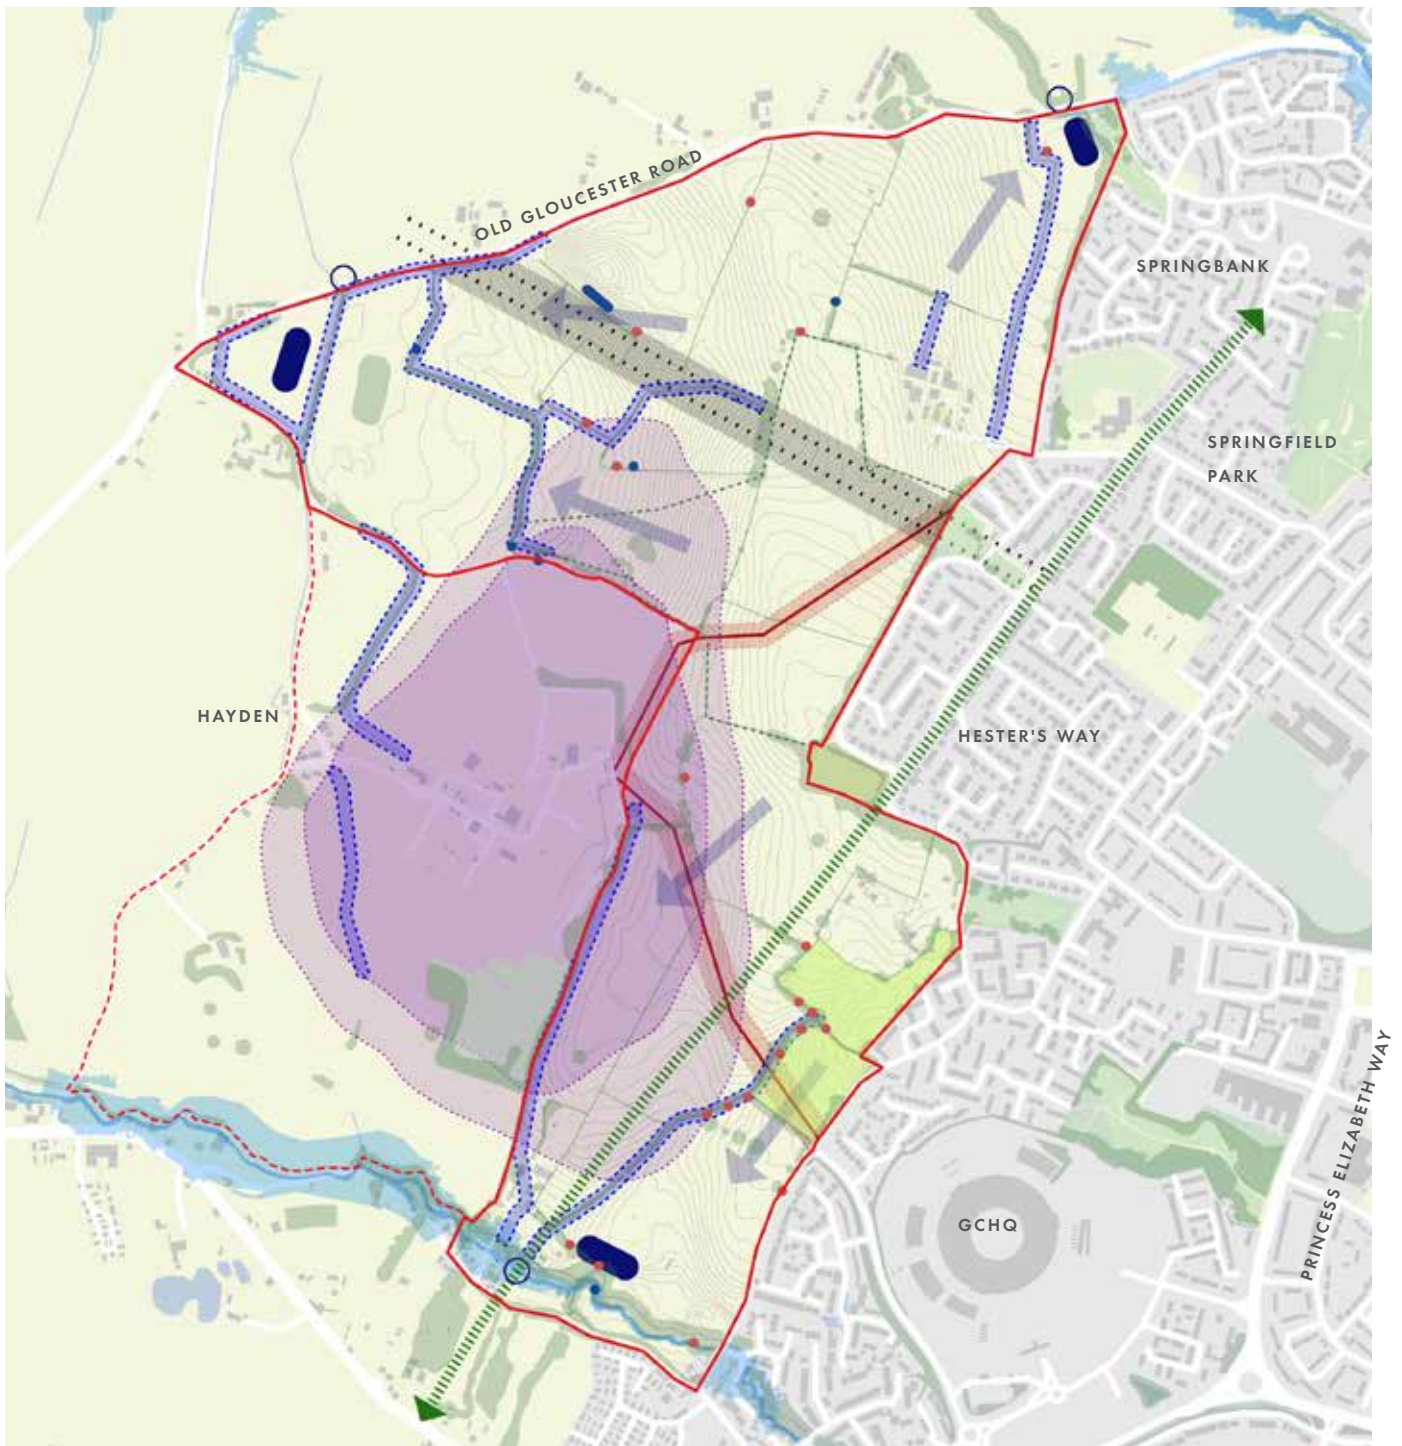 OLD GLOUCESTER ROAD
SPRINGBANK
SPRINGFIELD
PARK
HAYDEN
HESTER'S WAY
PRINCESS ELIZABETH WAY
GCHQ